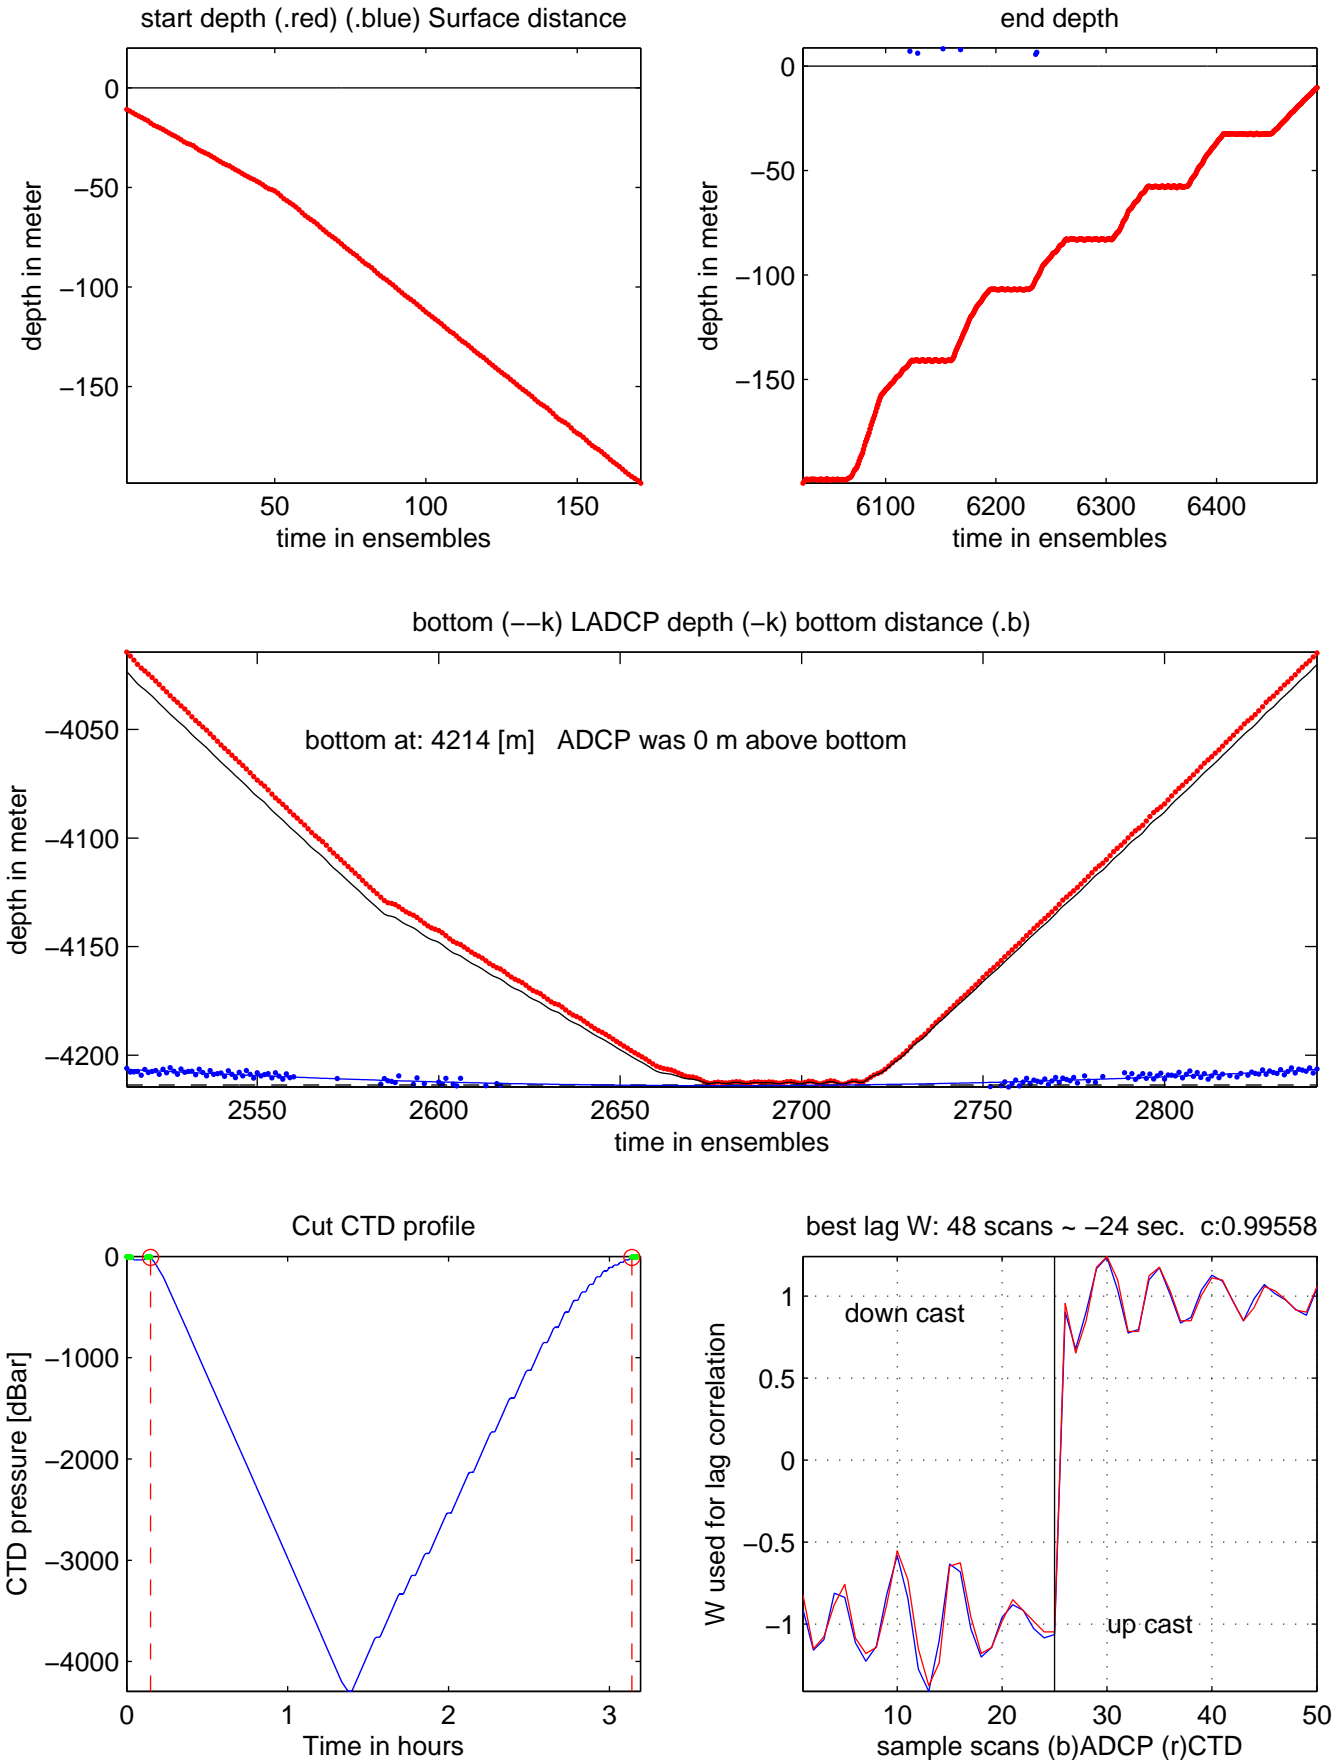 start depth (.red) (.blue) Surface distance
0
−50
−100
−150
depth in meter
50
100
150
time in ensembles
end depth
0
−50
−100
−150
depth in meter
6100
6200
6300
6400
time in ensembles
bottom (−−k) LADCP depth (−k) bottom distance (.b)
bottom at: 4214 [m]   ADCP was 0 m above bottom
−4050
−4100
−4150
−4200
depth in meter
2550
2600
2650
2700
2750
2800
time in ensembles
Cut CTD profile
0
−1000
−2000
−3000
−4000
CTD pressure [dBar]
0
1
2
3
Time in hours
best lag W: 48 scans ~ −24 sec.  c:0.99558
down cast
up cast
1
0.5
0
−0.5
−1
W used for lag correlation
10
20
30
40
50
sample scans (b)ADCP (r)CTD